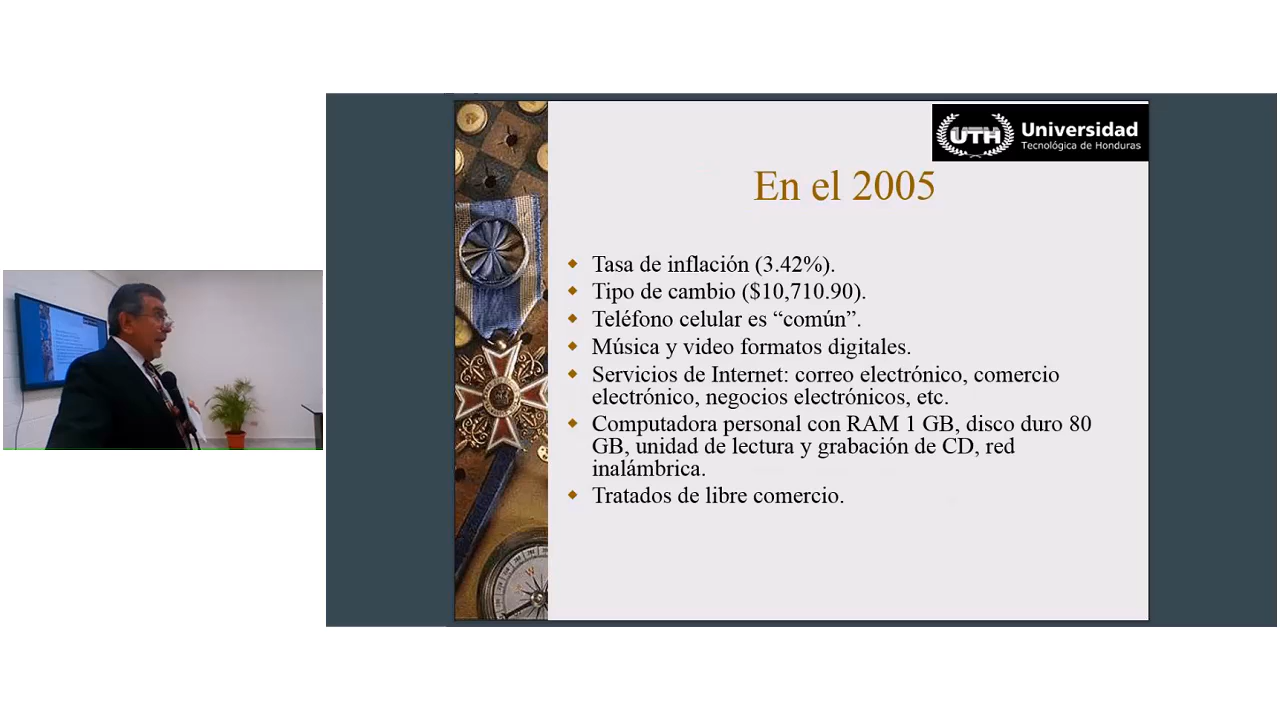 UTH Universidad
Tecnológica de Honduras
En el 2005
Tasa de inflación (3.42%).
Tipo de cambio ($10,710.90).
Teléfono celular es “común”.
Música y video formatos digitales.
Servicios de Internet: correo electrónico, comercio
electrónico, negocios electrónicos, etc.
Computadora personal con RAM 1 GB, disco duro 80
GB, unidad de lectura y grabación de CD, red
inalámbrica.
Tratados de libre comercio.